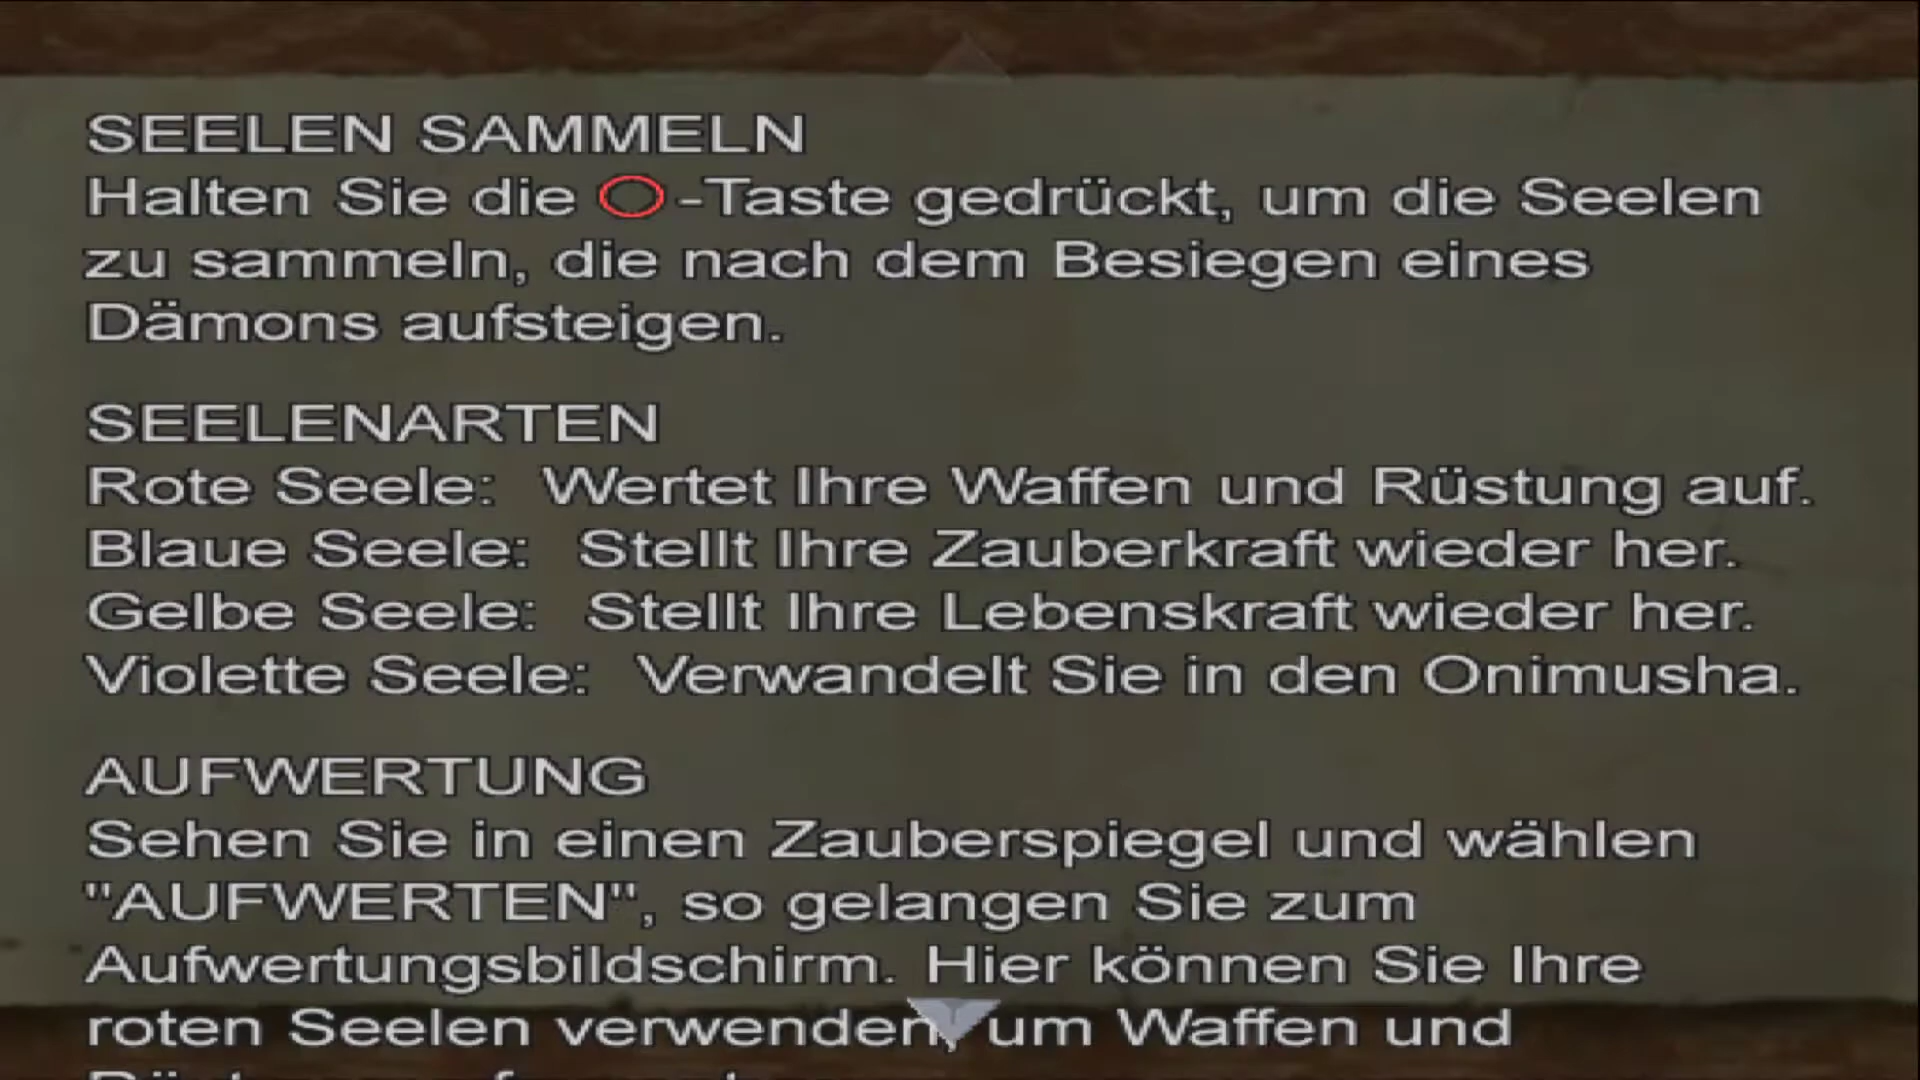 SEELEN SAMMELN
Halten Sie die ○-Taste gedrückt, um die Seelen
zu sammeln, die nach dem Besiegen eines
Dämons aufsteigen.
SEELENARTEN
Rote Seele: Wertet Ihre Waffen und Rüstung auf.
Blaue Seele: Stellt Ihre Zauberkraft wieder her.
Gelbe Seele: Stellt Ihre Lebenskraft wieder her.
Violette Seele: Verwandelt Sie in den Onimusha.
AUFWERTUNG
Sehen Sie in einen Zauberspiegel und wählen
"AUFWERTEN", so gelangen Sie zum
Aufwertungsbildschirm. Hier können Sie Ihre
roten Seelen verwenden, um Waffen und